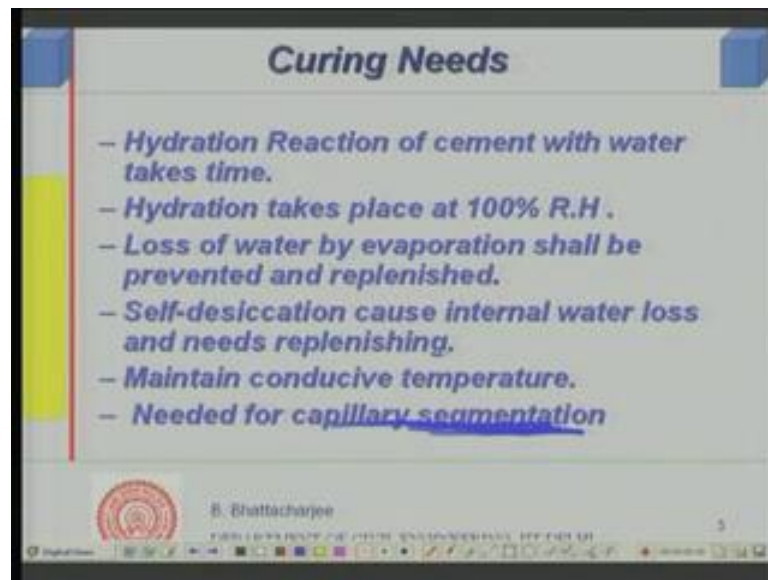 Curing Needs
– Hydration Reaction of cement with water
takes time.
– Hydration takes place at 100% R.H .
– Loss of water by evaporation shall be
prevented and replenished.
– Self-desiccation cause internal water loss
and needs replenishing.
– Maintain conducive temperature.
– Needed for capillary segmentation
B. Bhattacharjee
3